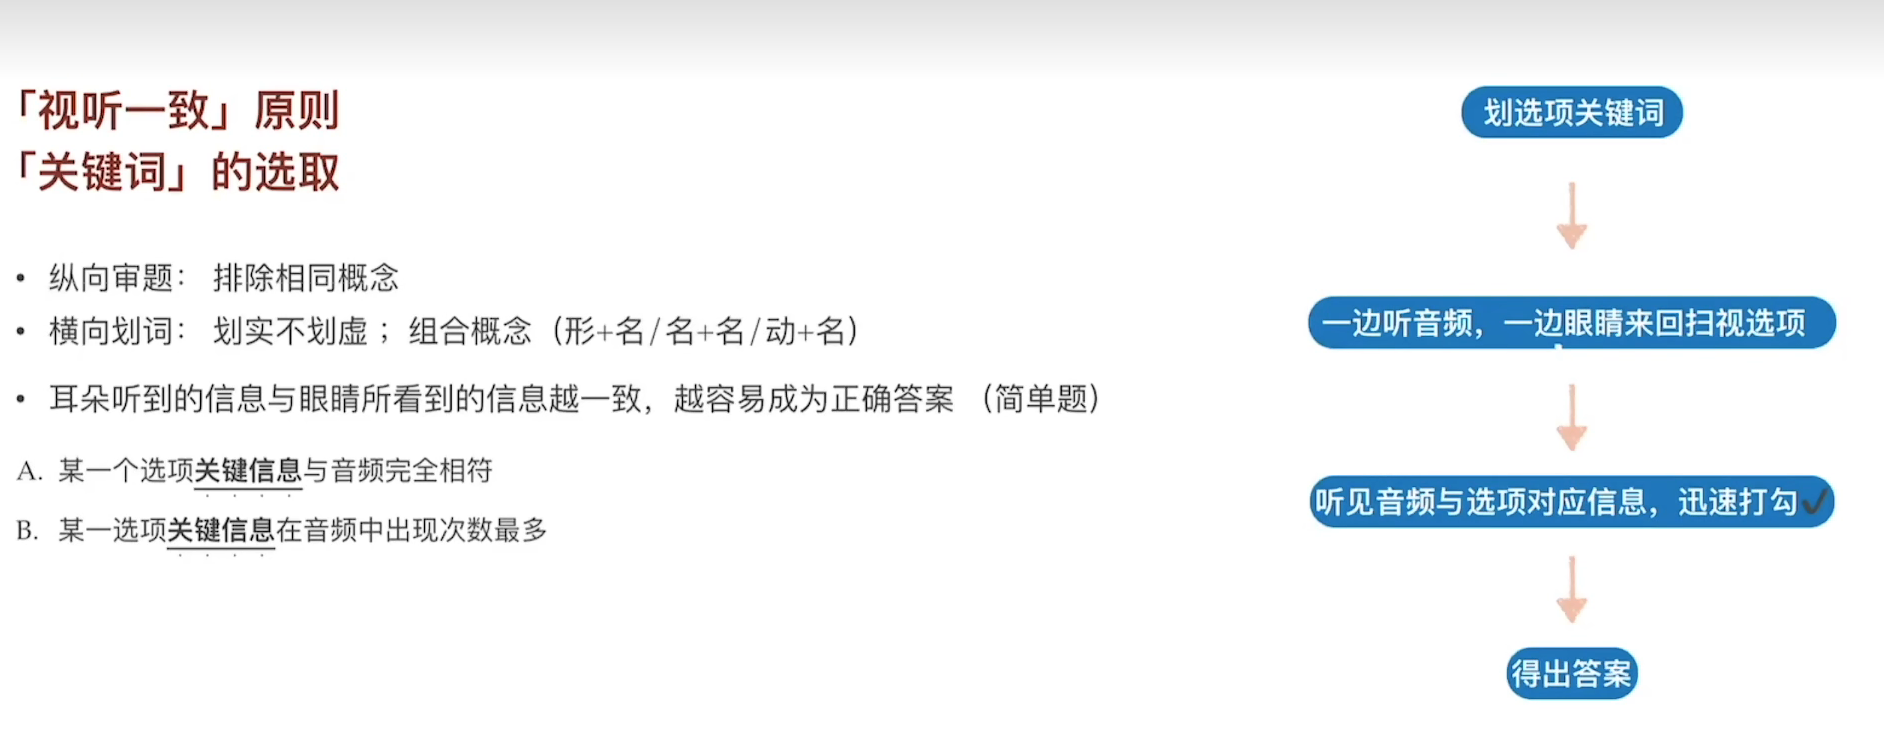 「视听一致」原则
「关键词」的选取
• 纵向审题： 排除相同概念
• 横向划词： 划实不划虚；组合概念（形+名/名+名/动+名）
• 耳朵听到的信息与眼睛所看到的信息越一致，越容易成为正确答案 （简单题）
A. 某一个选项关键信息与音频完全相符
B. 某一选项关键信息在音频中出现次数最多
划选项关键词
一边听音频，一边眼睛来回扫视选项
听见音频与选项对应信息，迅速打勾✓
得出答案